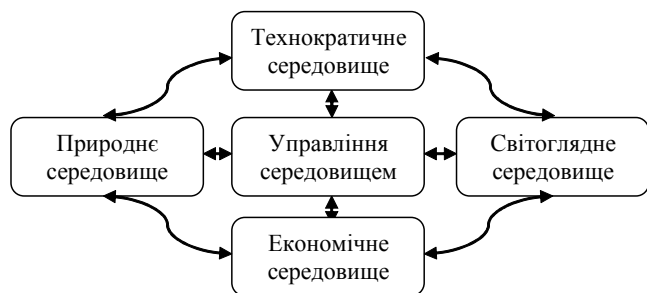 Технократичне
середовище
Природнє
середовище
Управління
середовищем
Світоглядне
середовище
Економічне
середовище